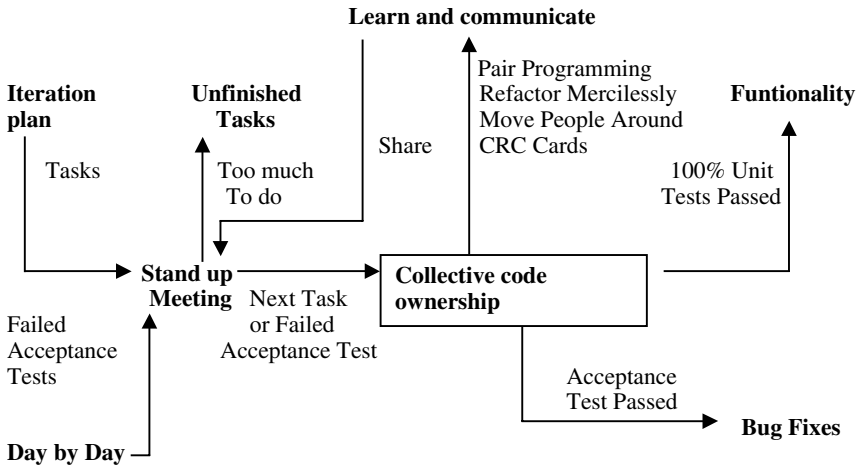 Learn and communicate
Pair Programming
Refactor Mercilessly
Move People Around
CRC Cards
Iteration
plan
Unfinished
Tasks
Funtionality
Tasks
Too much
To do
Share
100% Unit
Tests Passed
Stand up
Meeting
Collective code
ownership
Next Task
or Failed
Acceptance Test
Failed
Acceptance
Tests
Acceptance
Test Passed
Bug Fixes
Day by Day